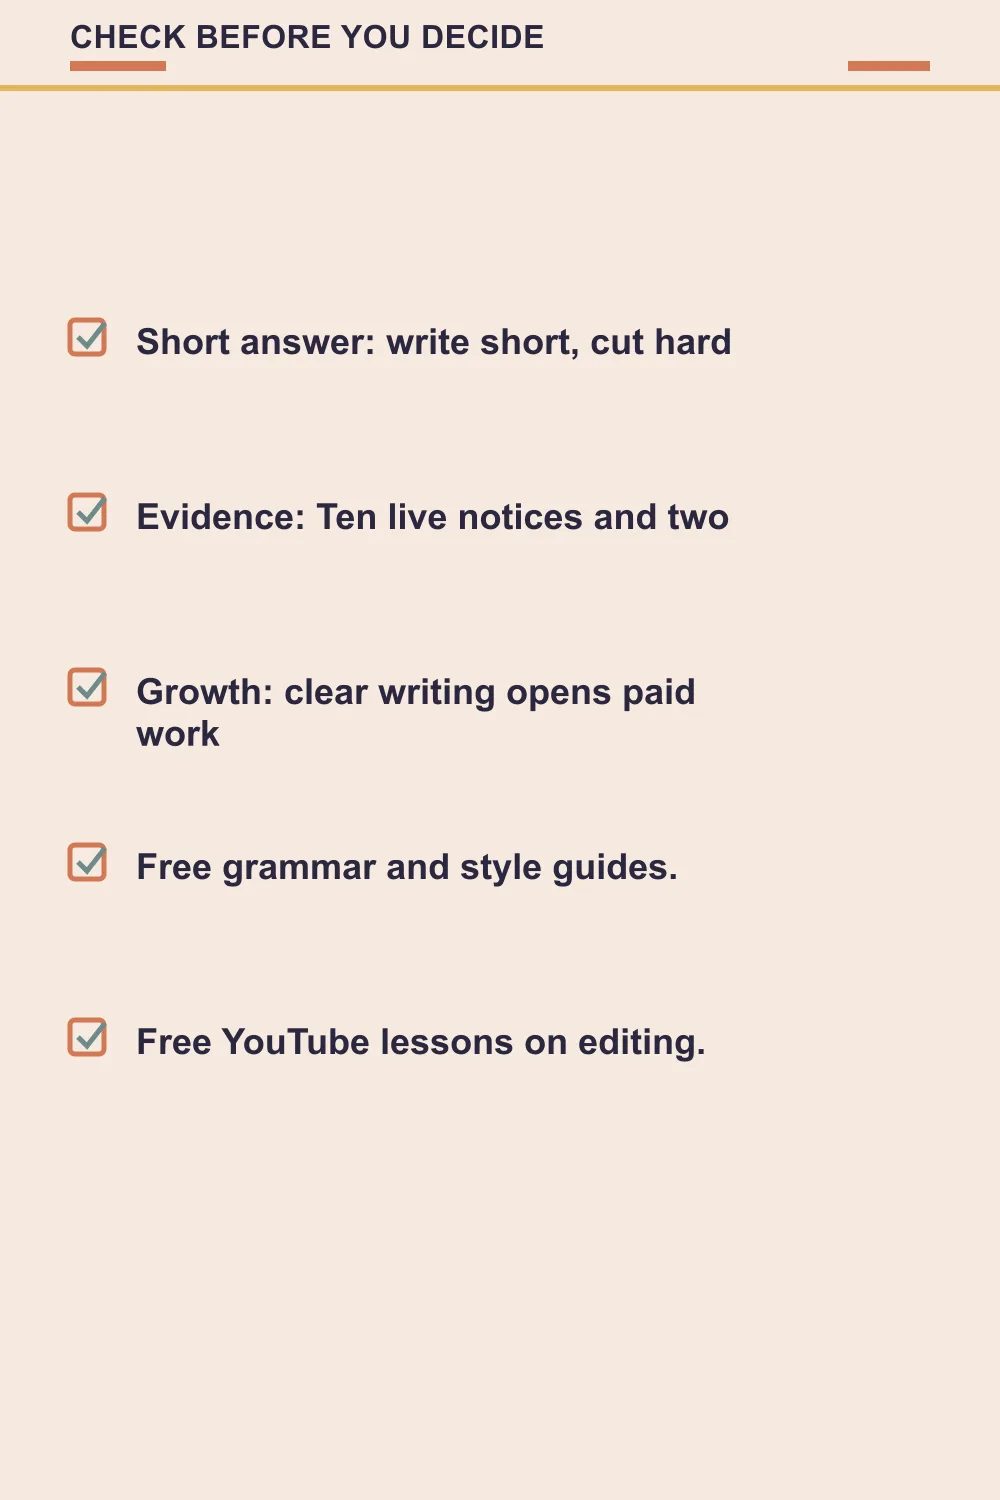 CHECK BEFORE YOU DECIDE
Short answer: write short, cut hard
Evidence: Ten live notices and two
Growth: clear writing opens paid
work
Free grammar and style guides.
Free YouTube lessons on editing.